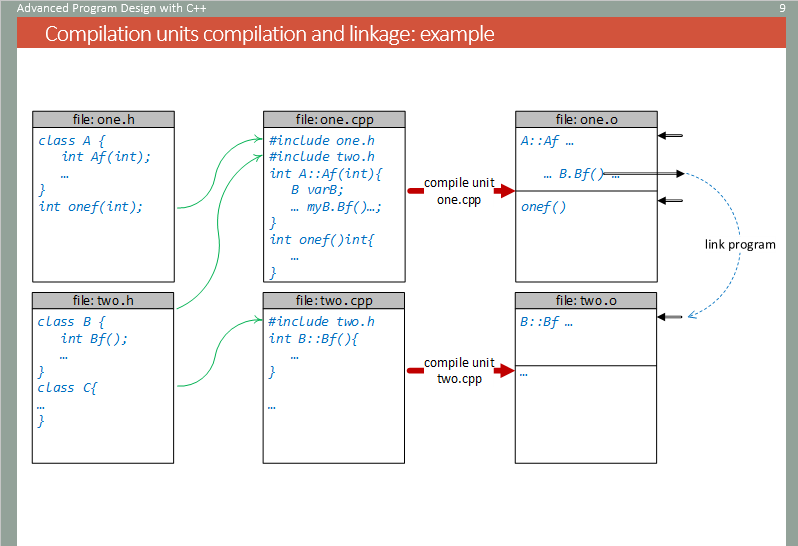 Advanced Program Design with C++
9
Compilation units compilation and linkage: example
file: one.h
class A {
int Af(int);
…
}
int onef(int);
file: one.cpp
#include one.h
#include two.h
int A::Af(int){
B varB;
… myB.Bf()…;
}
int onef()int{
…
}
compile unit
one.cpp
file: one.o
A::Af …
… B.Bf() …
onef()
link program
file: two.h
class B {
int Bf();
…
}
class C{
…
}
file: two.cpp
#include two.h
int B::Bf(){
…
}
…
compile unit
two.cpp
file: two.o
B::Bf …
…